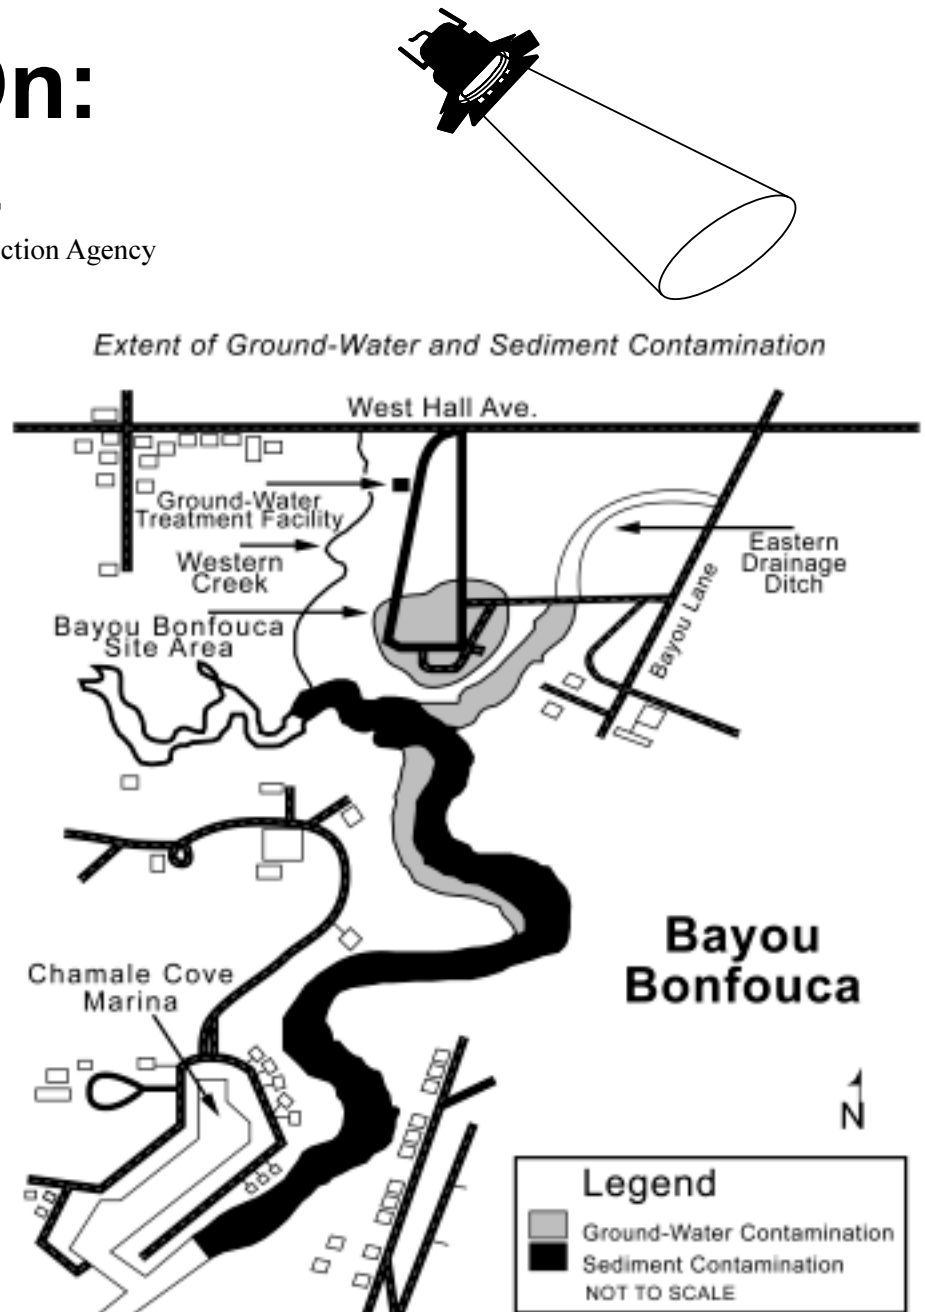 On:
ction Agency
Extent of Ground-Water and Sediment Contamination
West Hall Ave.
Ground-Water
Treatment Facility
Western
Creek
Bayou Bonfouca
Site Area
Eastern
Drainage
Ditch
Bayou Lane
Bayou
Bonfouca
Chamale Cove
Marina
N
Legend
Ground-Water Contamination
Sediment Contamination
NOT TO SCALE